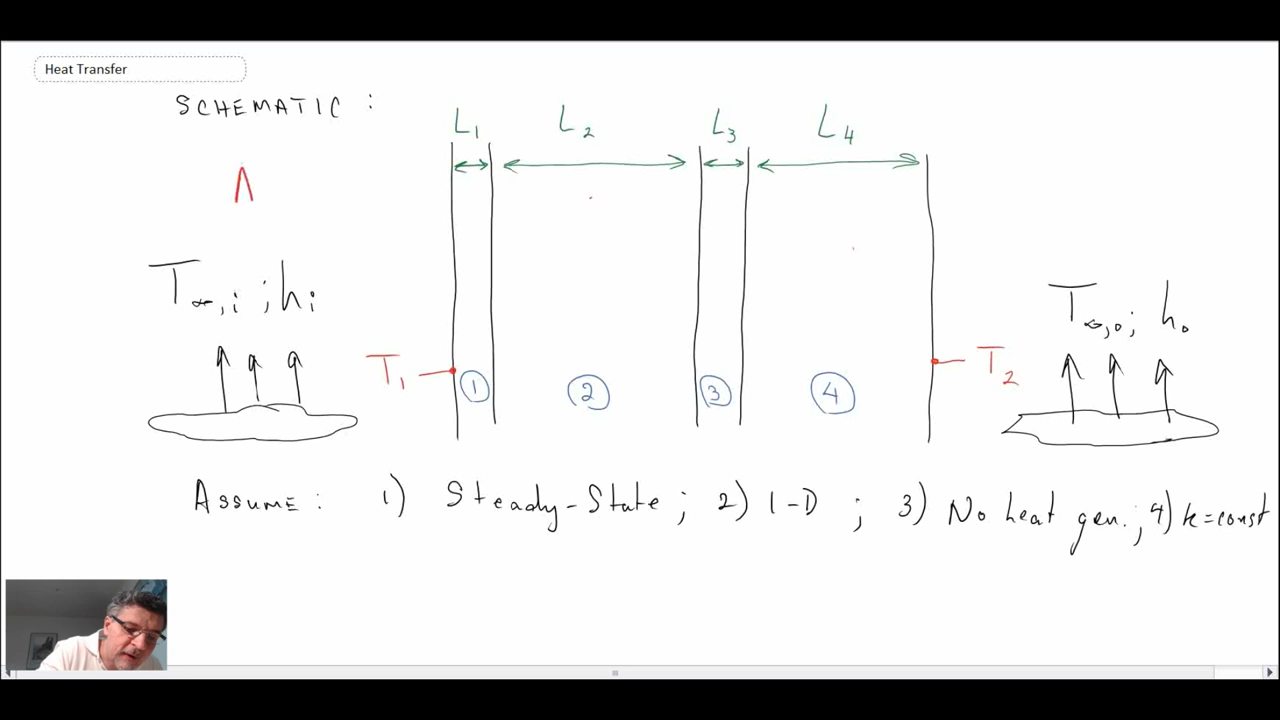 Heat Transfer
SCHEMATIC :
L₁ L₂ L₃ L₄
T∞,i ; hᵢ
T∞,o ; hₒ
T₁ T₂
① ② ③ ④
ASSUME : 1) Steady-State ; 2) 1-D ; 3) No heat gen. ; 4) k=const